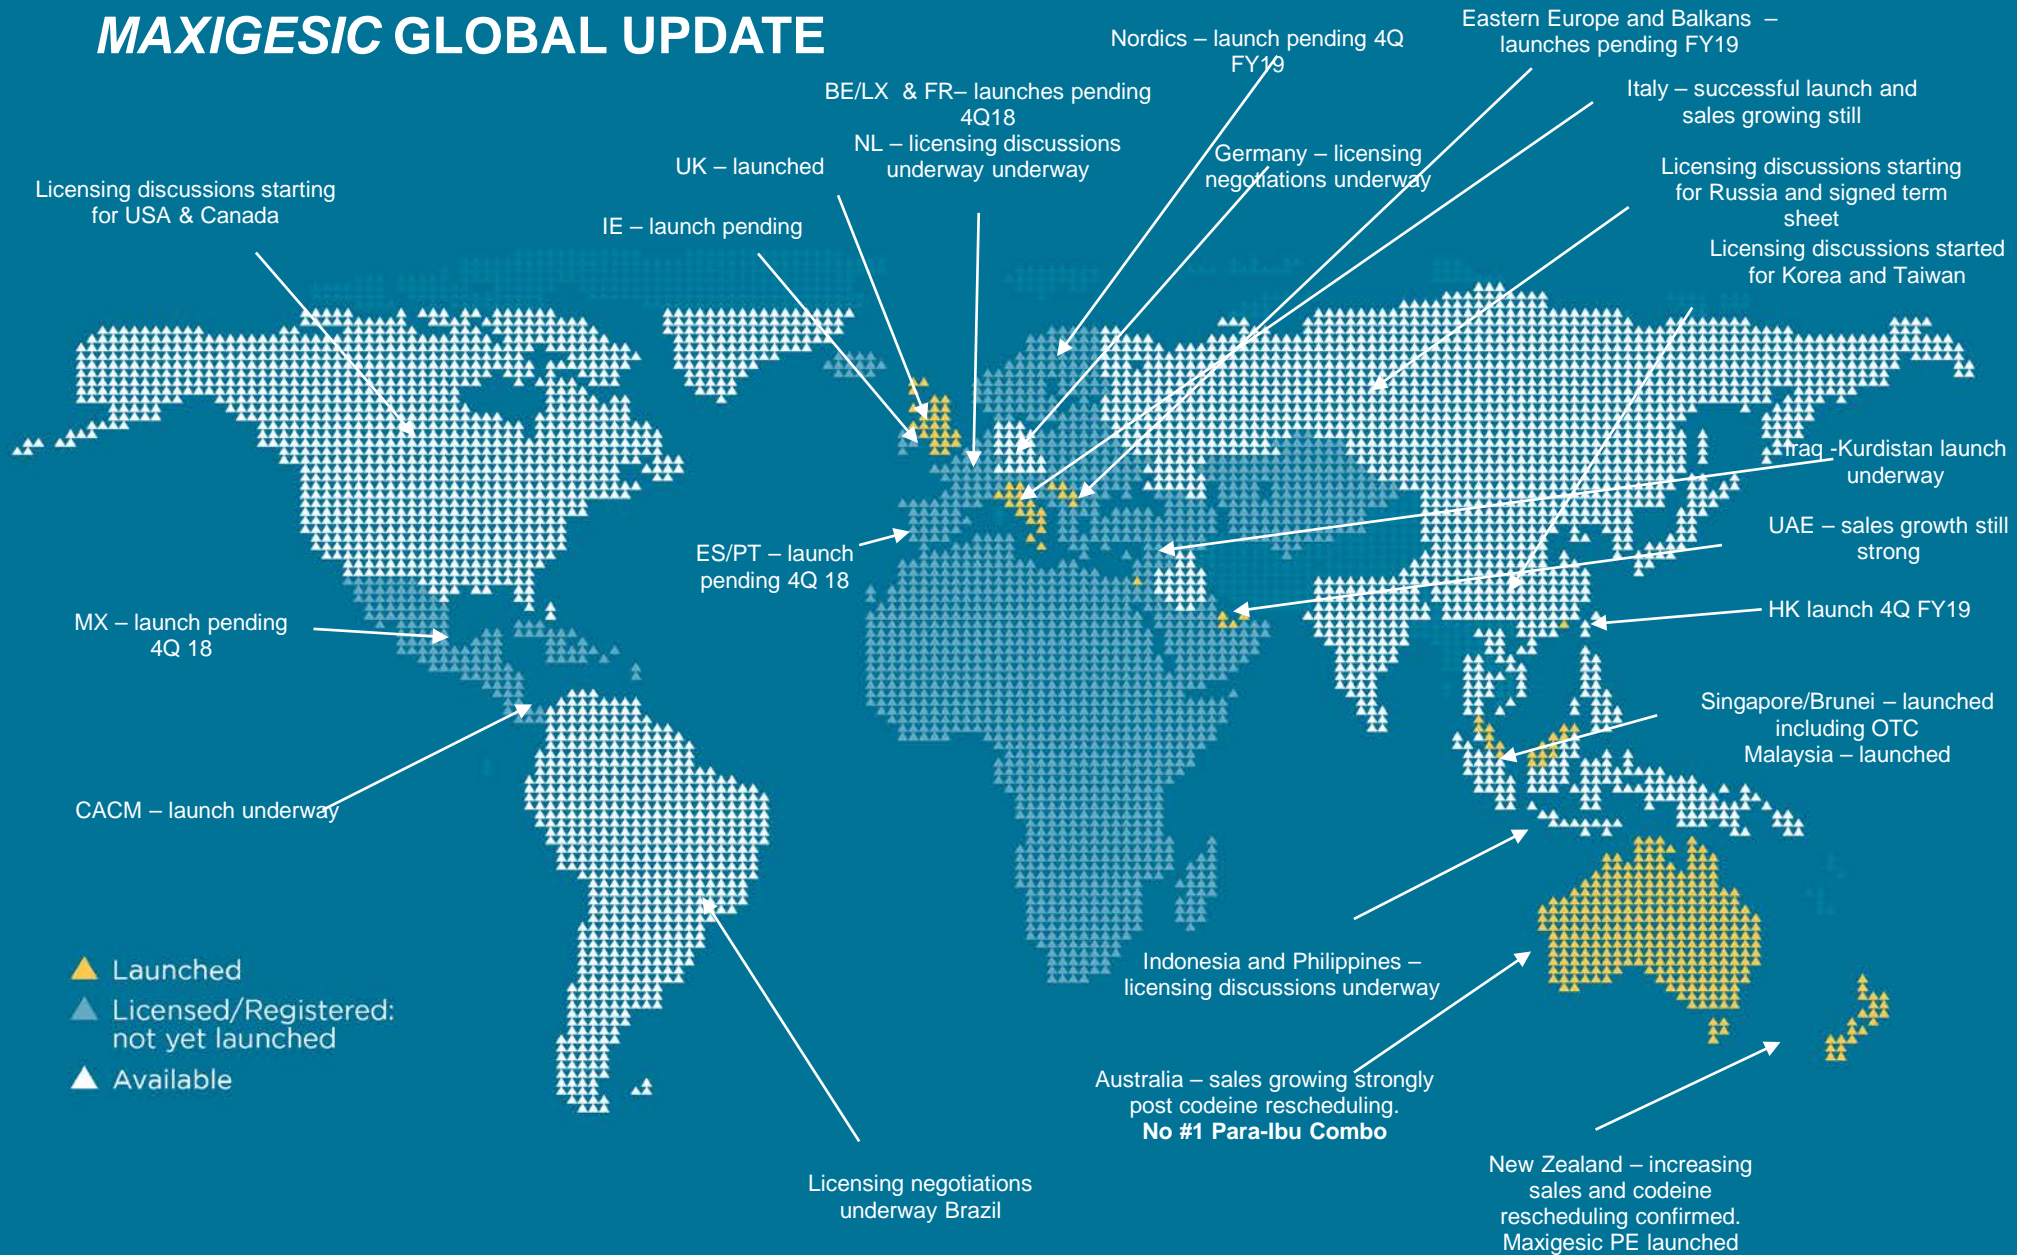 MAXIGESIC GLOBAL UPDATE
Nordics – launch pending 4Q
FY19
Eastern Europe and Balkans –
launches pending FY19
BE/LX & FR– launches pending
4Q18
NL – licensing discussions
underway underway
Italy – successful launch and
sales growing still
UK – launched
Germany – licensing
negotiations underway
Licensing discussions starting
for Russia and signed term
sheet
Licensing discussions starting
for USA & Canada
IE – launch pending
Licensing discussions started
for Korea and Taiwan
Iraq -Kurdistan launch
underway
UAE – sales growth still
strong
ES/PT – launch
pending 4Q 18
MX – launch pending
4Q 18
HK launch 4Q FY19
Singapore/Brunei – launched
including OTC
Malaysia – launched
CACM – launch underway
Launched
Licensed/Registered:
not yet launched
Available
Indonesia and Philippines –
licensing discussions underway
Australia – sales growing strongly
post codeine rescheduling.
No #1 Para-Ibu Combo
Licensing negotiations
underway Brazil
New Zealand – increasing
sales and codeine
rescheduling confirmed.
Maxigesic PE launched